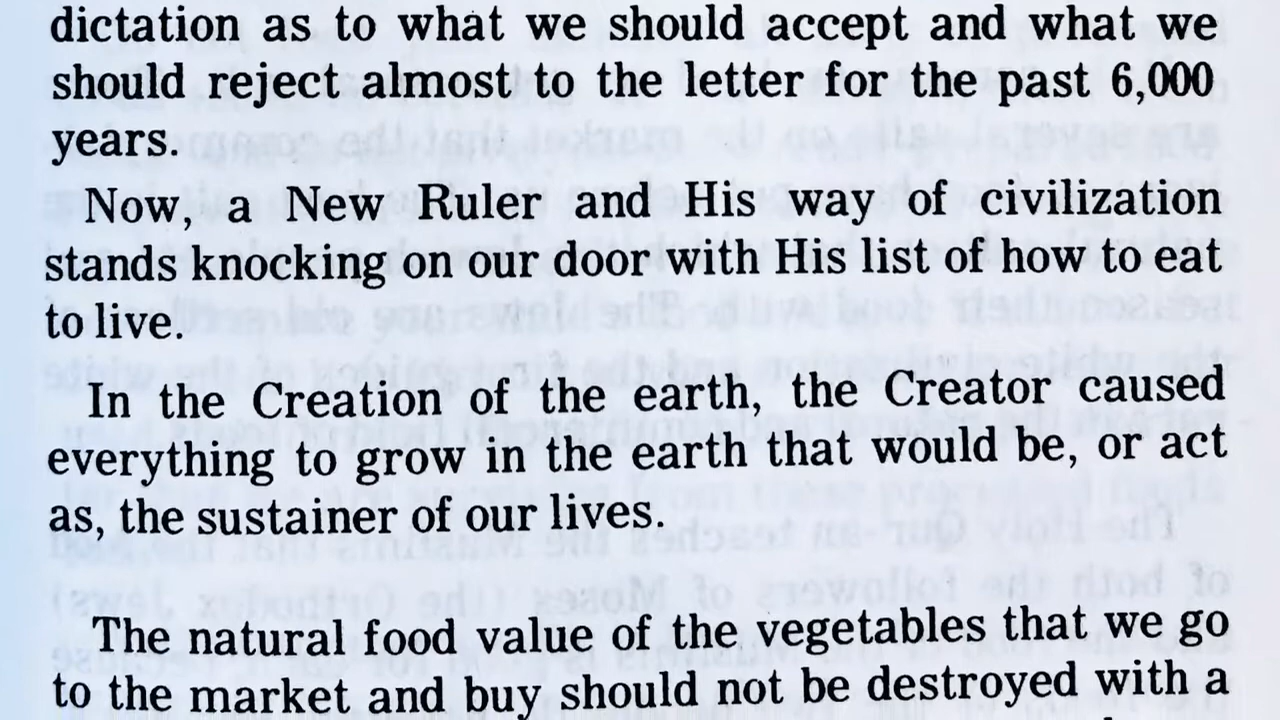 dictation as to what we should accept and what we
should reject almost to the letter for the past 6,000
years.
Now, a New Ruler and His way of civilization
stands knocking on our door with His list of how to eat
to live.
In the Creation of the earth, the Creator caused
everything to grow in the earth that would be, or act
as, the sustainer of our lives.
The natural food value of the vegetables that we go
to the market and buy should not be destroyed with a